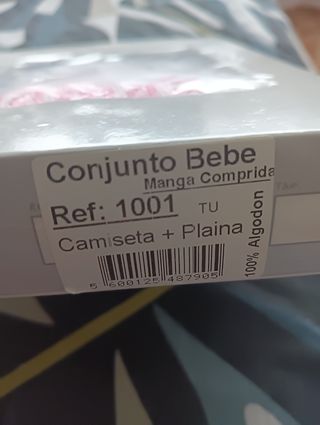 Conjunto Bebe
Manga Comprida
Ref: 1001 TU
Camiseta + Plaina
100% Algodon
5 600125 487905